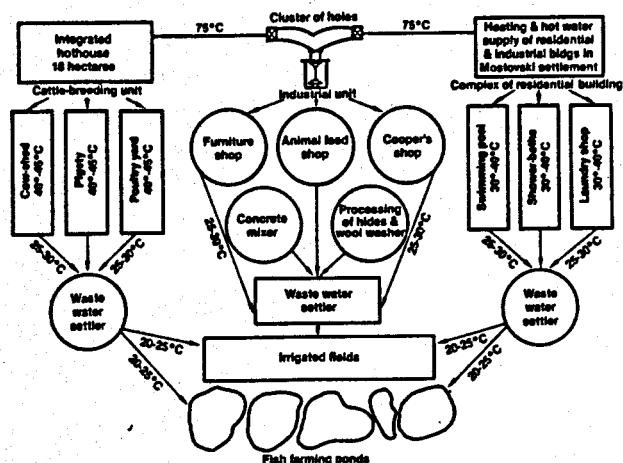 Cluster of holes
75°C
75°C
Integrated
hothouse
18 hectares
Heating & hot water
supply of residential
& industrial bldgs in
Mostovski settlement
Cattle-breeding unit
Industrial unit
Complex of residential building
Cow-shed
40°-45°C
Pigsty
40°-45°C
Poultry yard
40°-45°C
Furniture
shop
Animal feed
shop
Cooper's
shop
Swimming pool
30°-40°C
Shower-baths
30°-40°C
Laundry shop
30°-40°C
Concrete
mixer
Processing
of hides &
wool washer
25-30°C
25-30°C
25-30°C
25-30°C
25-30°C
25-30°C
Waste
water
settler
Waste water
settler
Waste
water
settler
20-25°C
20-25°C
Irrigated fields
20-25°C
20-25°C
Fish farming ponds